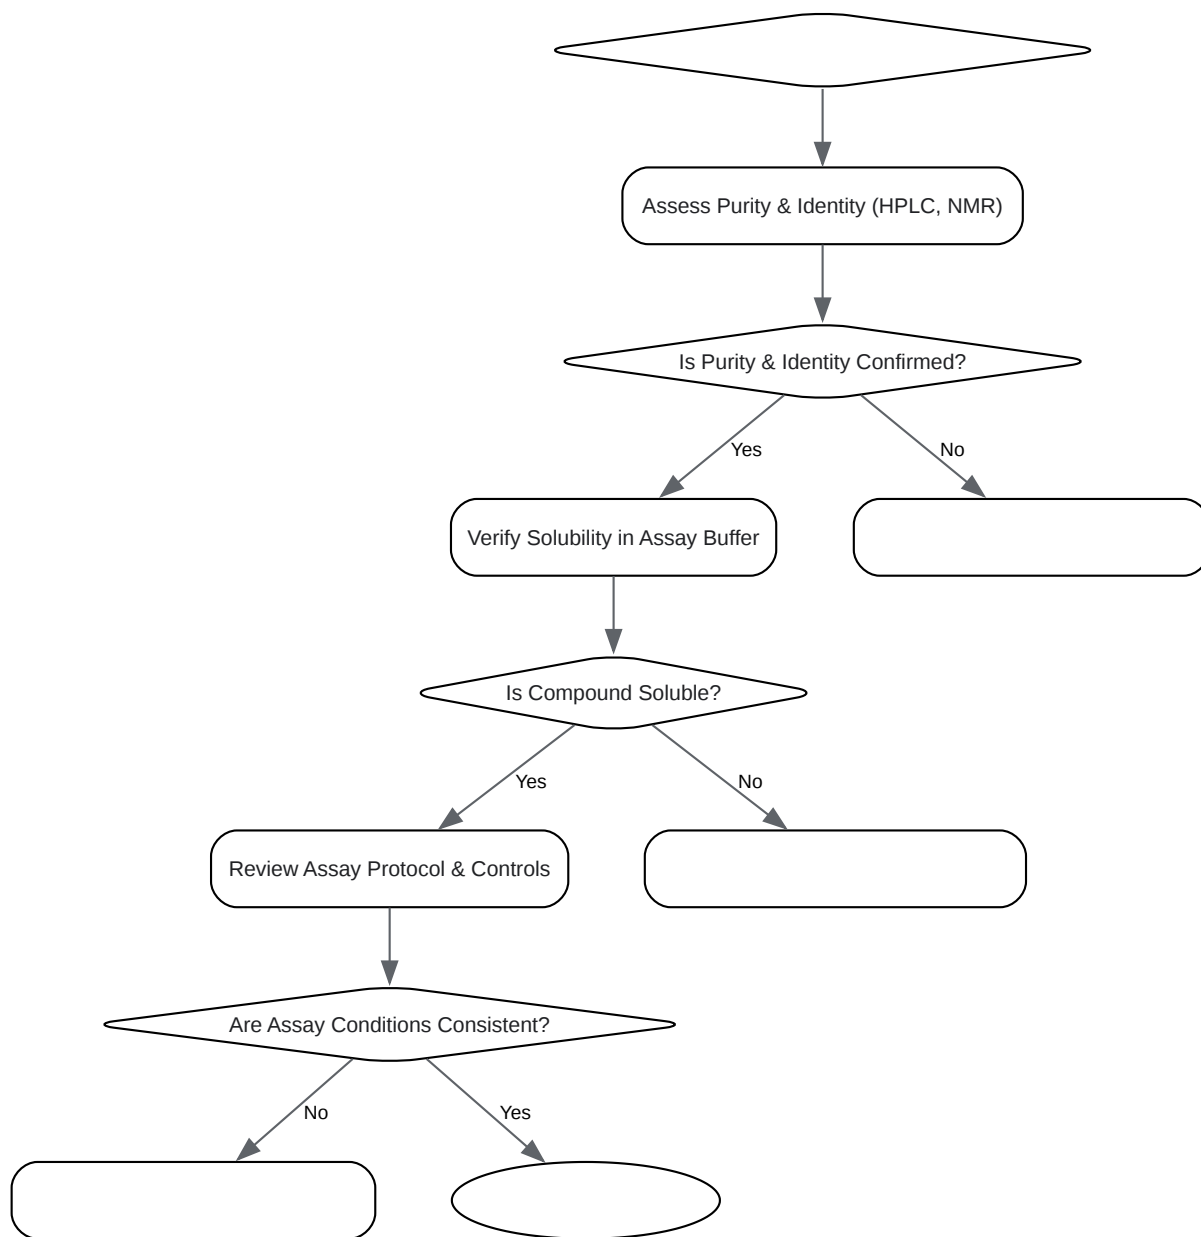 Assess Purity & Identity (HPLC, NMR)
Is Purity & Identity Confirmed?
Yes
No
Verify Solubility in Assay Buffer
Is Compound Soluble?
Yes
No
Review Assay Protocol & Controls
Are Assay Conditions Consistent?
No
Yes